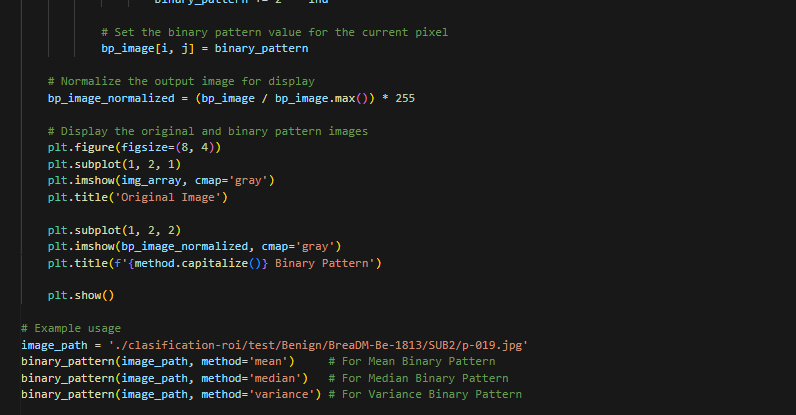 binary_pattern += 2 ** ind
# Set the binary pattern value for the current pixel
bp_image[i, j] = binary_pattern
# Normalize the output image for display
bp_image_normalized = (bp_image / bp_image.max()) * 255
# Display the original and binary pattern images
plt.figure(figsize=(8, 4))
plt.subplot(1, 2, 1)
plt.imshow(img_array, cmap='gray')
plt.title('Original Image')
plt.subplot(1, 2, 2)
plt.imshow(bp_image_normalized, cmap='gray')
plt.title(f'{method.capitalize()} Binary Pattern')
plt.show()
# Example usage
image_path = './clasification-roi/test/Benign/BreaDM-Be-1813/SUB2/p-019.jpg'
binary_pattern(image_path, method='mean')     # For Mean Binary Pattern
binary_pattern(image_path, method='median')   # For Median Binary Pattern
binary_pattern(image_path, method='variance') # For Variance Binary Pattern